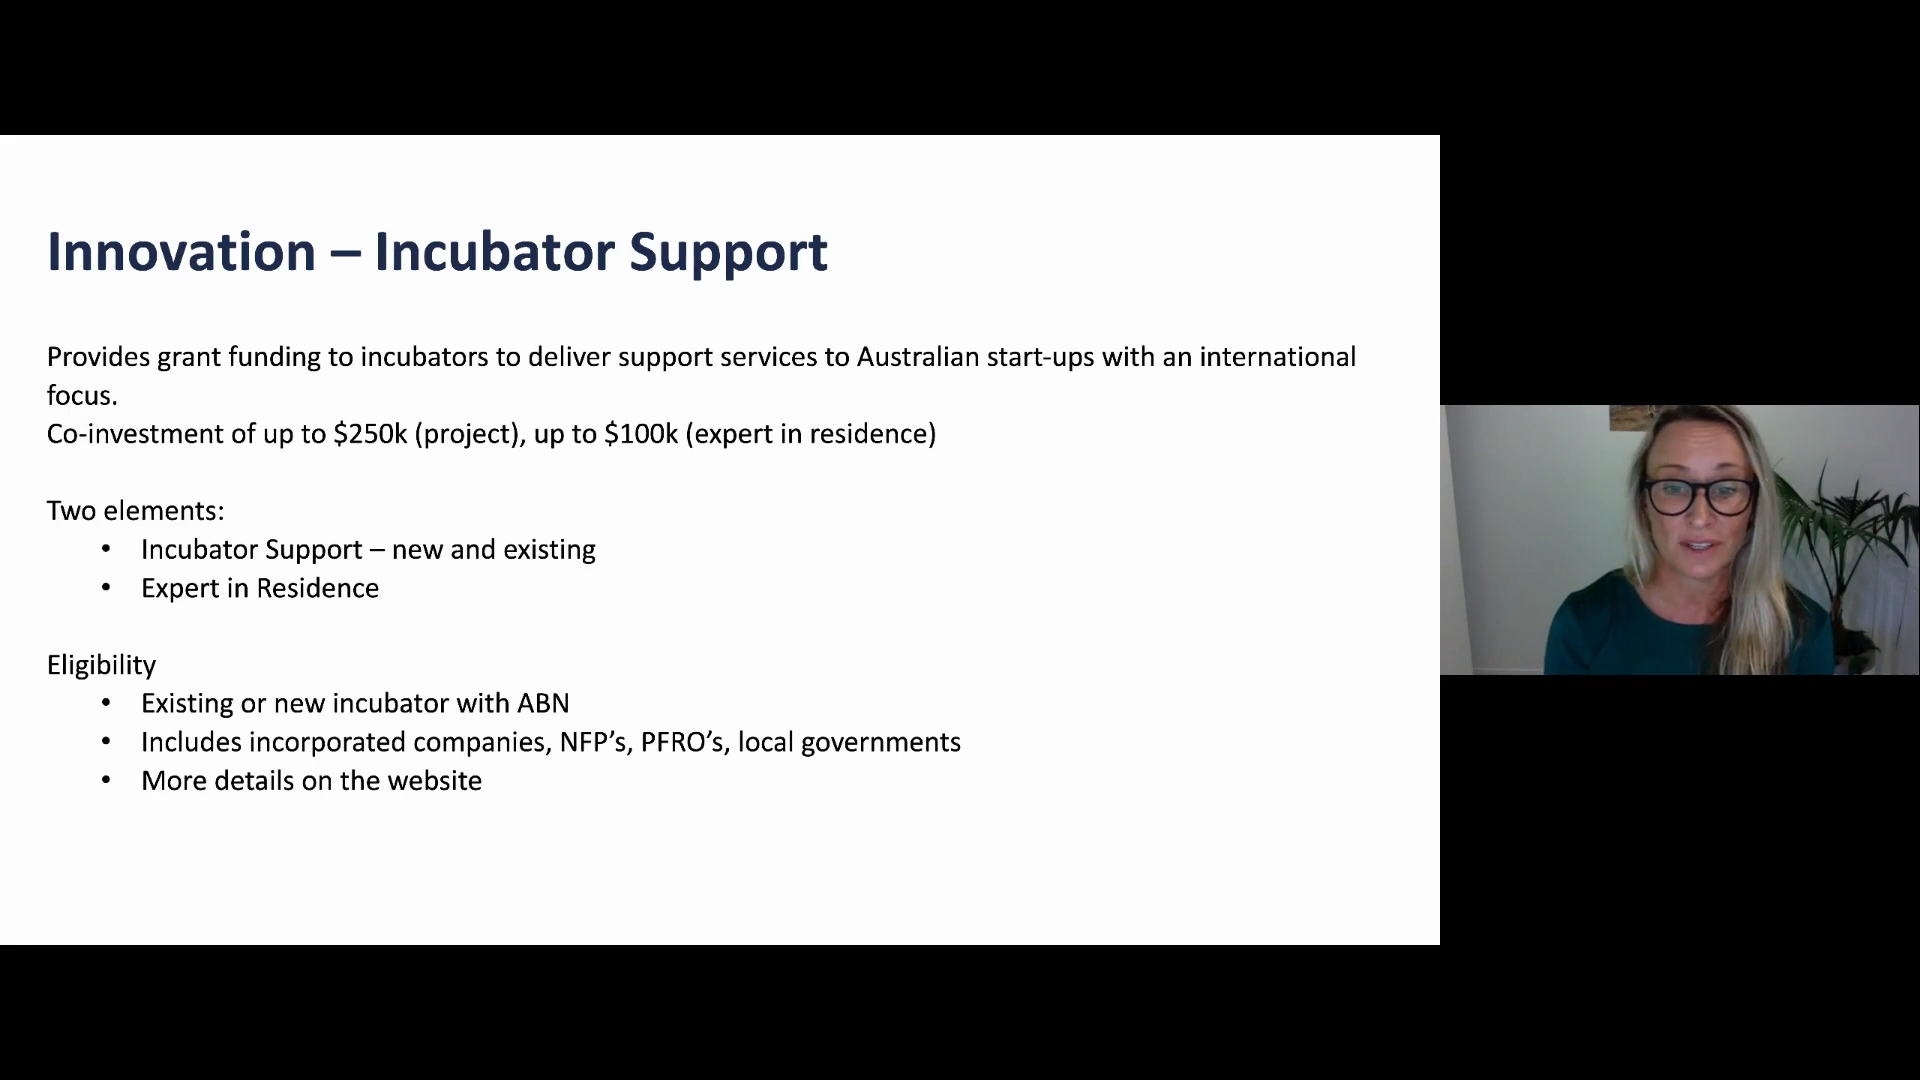 Innovation – Incubator Support
Provides grant funding to incubators to deliver support services to Australian start-ups with an international
focus.
Co-investment of up to $250k (project), up to $100k (expert in residence)
Two elements:
• Incubator Support – new and existing
• Expert in Residence
Eligibility
• Existing or new incubator with ABN
• Includes incorporated companies, NFP’s, PFRO’s, local governments
• More details on the website